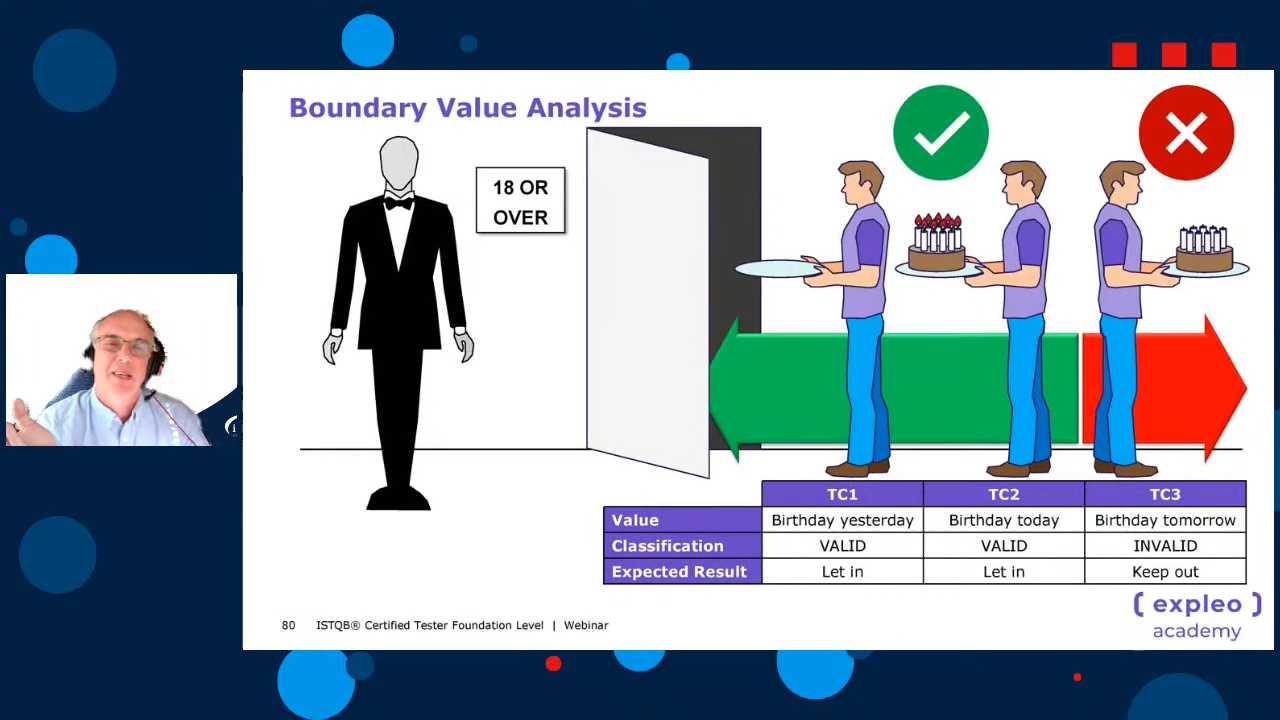 Boundary Value Analysis
18 OR
OVER
TC1 TC2 TC3
Value Birthday yesterday Birthday today Birthday tomorrow
Classification VALID VALID INVALID
Expected Result Let in Let in Keep out
80 ISTQB® Certified Tester Foundation Level | Webinar
( expleo )
academy